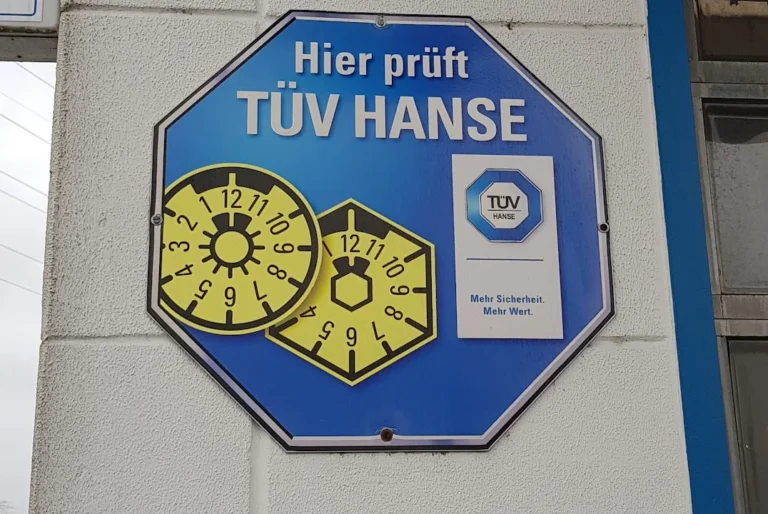 Hier prüft
TÜV HANSE
1 12 11
2 10
3 9
4 8
5 6 7
12 11
10
9
4 8
5 6 7
TÜV
HANSE
Mehr Sicherheit.
Mehr Wert.